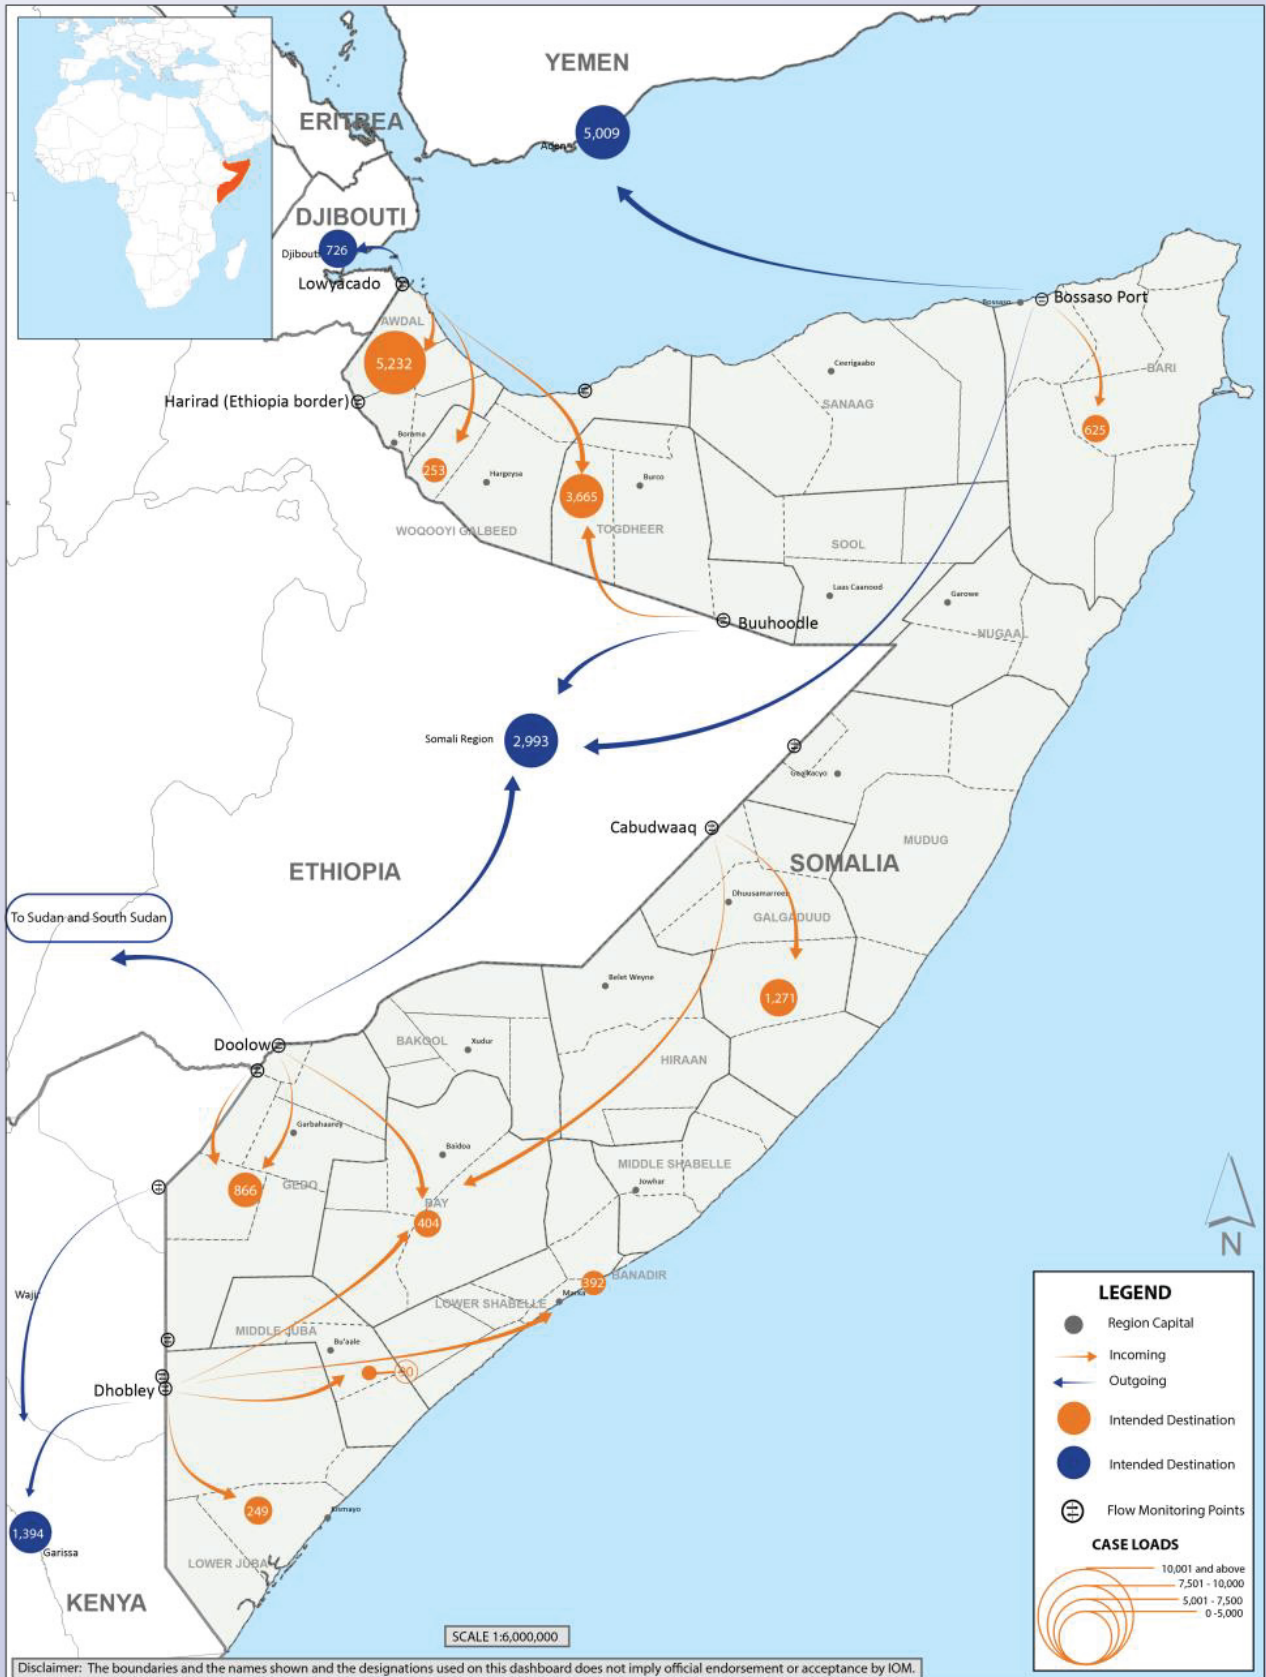 YEMEN
ERITREA
5,009
Aden
DJIBOUTI
Djibouti
726
Lowyacado
Bossaso
Bossaso Port
AWDAL
5,232
Ceerigaabo
BARI
Harirad (Ethiopia border)
SANAAG
625
Borama
253
Hargeysa
Burco
3,665
WOQOOYI GALBEED
TOGDHEER
SOOL
Laas Caanood
Garowe
Buuhoodle
NUGAAL
Somali Region
2,993
Gaalkacyo
Cabudwaaq
MUDUG
SOMALIA
ETHIOPIA
Dhuusamarreeb
To Sudan and South Sudan
GALGADUUD
Belet Weyne
1,271
Doolow
BAKOOL
Xudur
HIRAAN
Garbahaarey
Baidoa
MIDDLE SHABELLE
866
GEDO
Jowhar
BAY
404
N
392
BANADIR
Wajir
Marka
LOWER SHABELLE
MIDDLE JUBA
Bu'aale
90
Dhobley
249
Kismayo
1,394
Garissa
LOWER JUBA
KENYA
LEGEND
Region Capital
Incoming
Outgoing
Intended Destination
Intended Destination
Flow Monitoring Points
CASE LOADS
10,001 and above
7,501 - 10,000
5,001 - 7,500
0 -5,000
SCALE 1:6,000,000
Disclaimer: The boundaries and the names shown and the designations used on this dashboard does not imply official endorsement or acceptance by IOM.